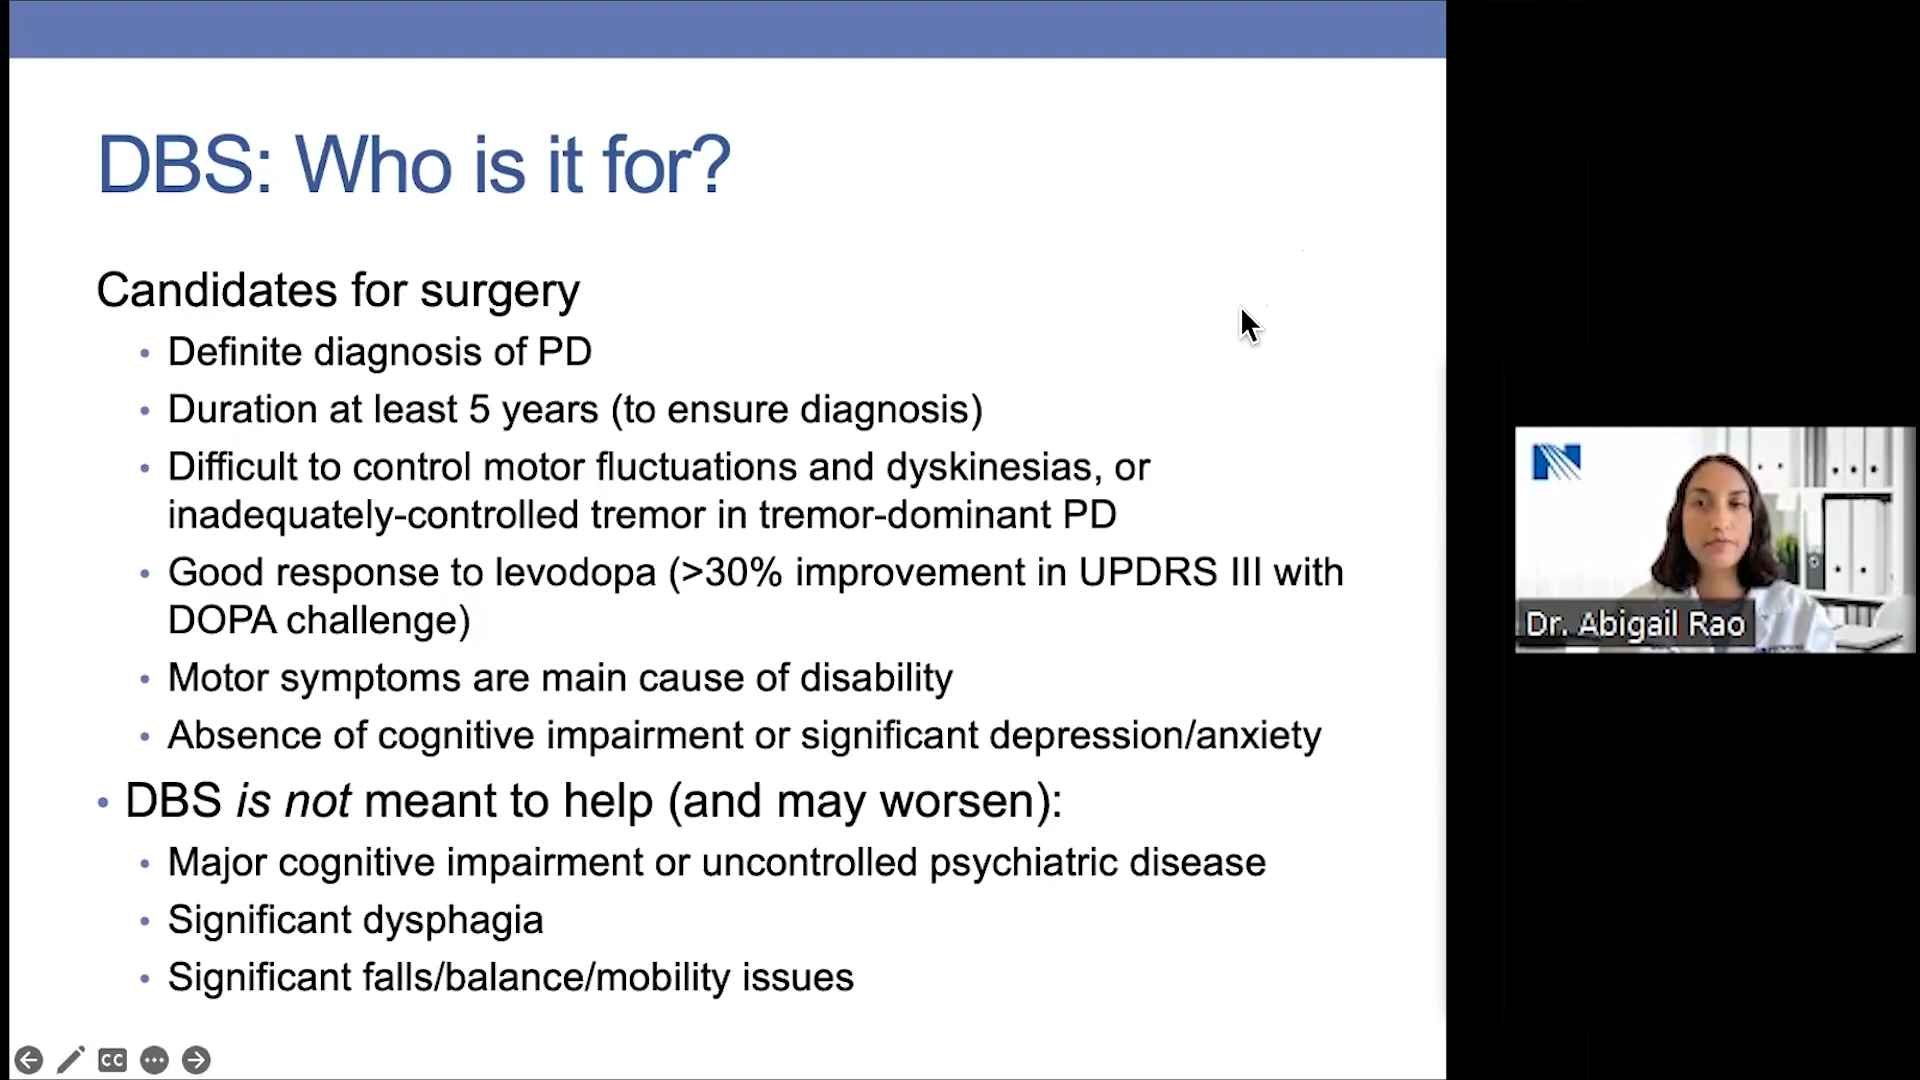 DBS: Who is it for?
Candidates for surgery
• Definite diagnosis of PD
• Duration at least 5 years (to ensure diagnosis)
• Difficult to control motor fluctuations and dyskinesias, or
inadequately-controlled tremor in tremor-dominant PD
• Good response to levodopa (>30% improvement in UPDRS III with
DOPA challenge)
• Motor symptoms are main cause of disability
• Absence of cognitive impairment or significant depression/anxiety
• DBS is not meant to help (and may worsen):
• Major cognitive impairment or uncontrolled psychiatric disease
• Significant dysphagia
• Significant falls/balance/mobility issues
CC
N
Dr. Abigail Rao